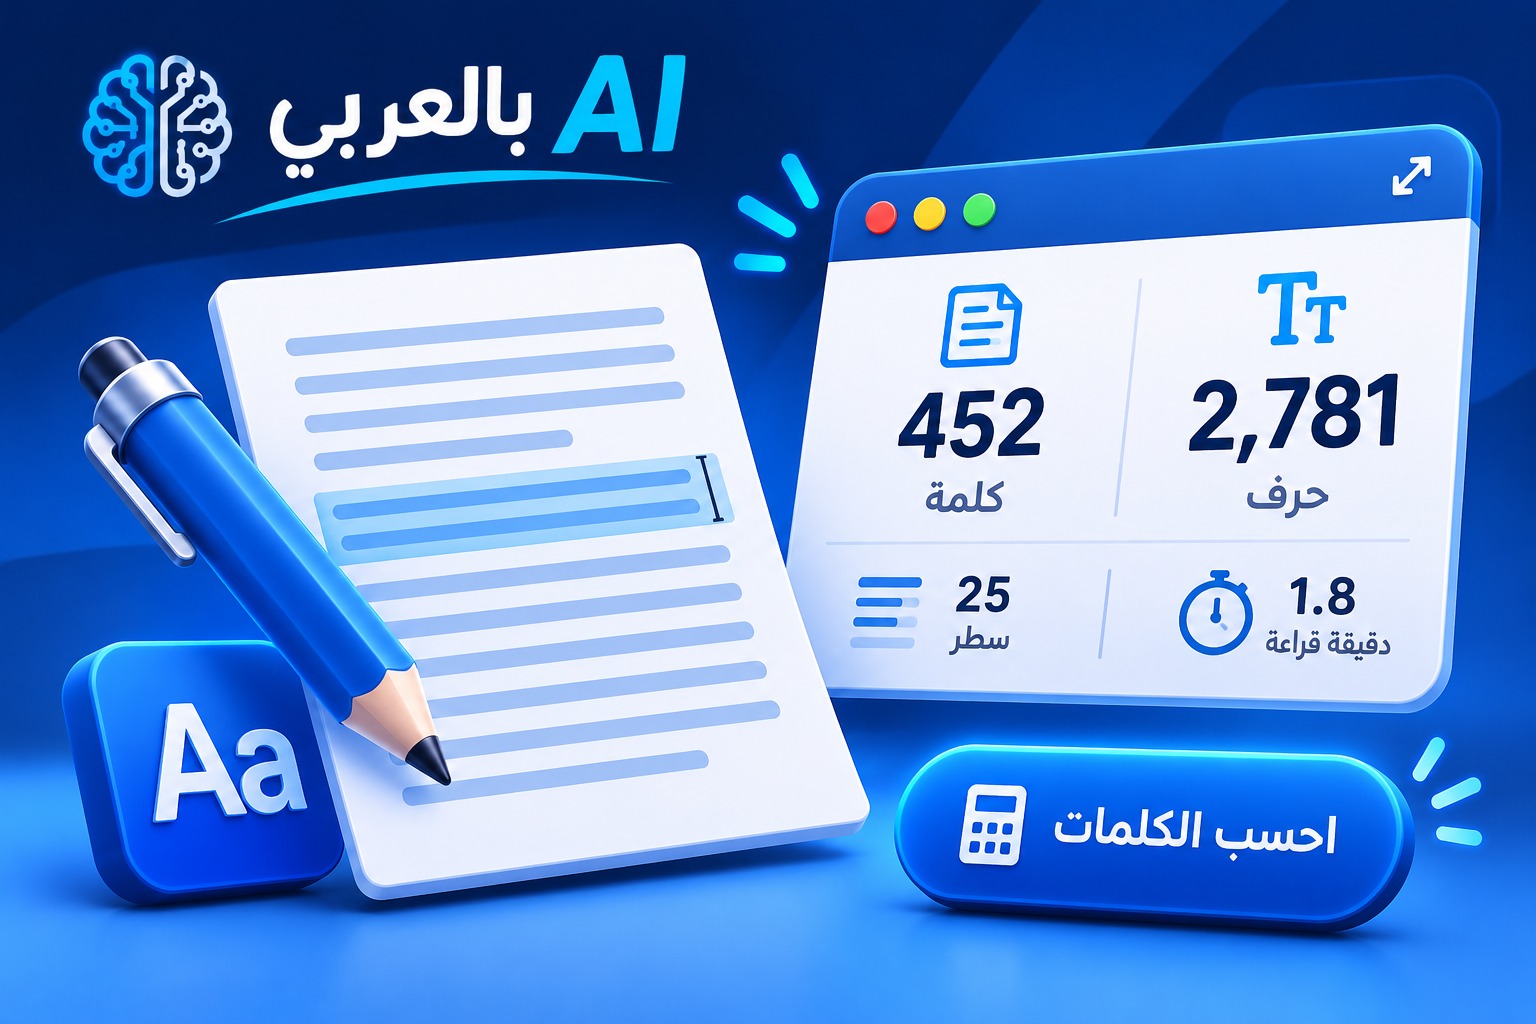 AI بالعربي
452
كلمة
2,781
حرف
25
سطر
1.8
دقيقة قراءة
Aa
احسب الكلمات